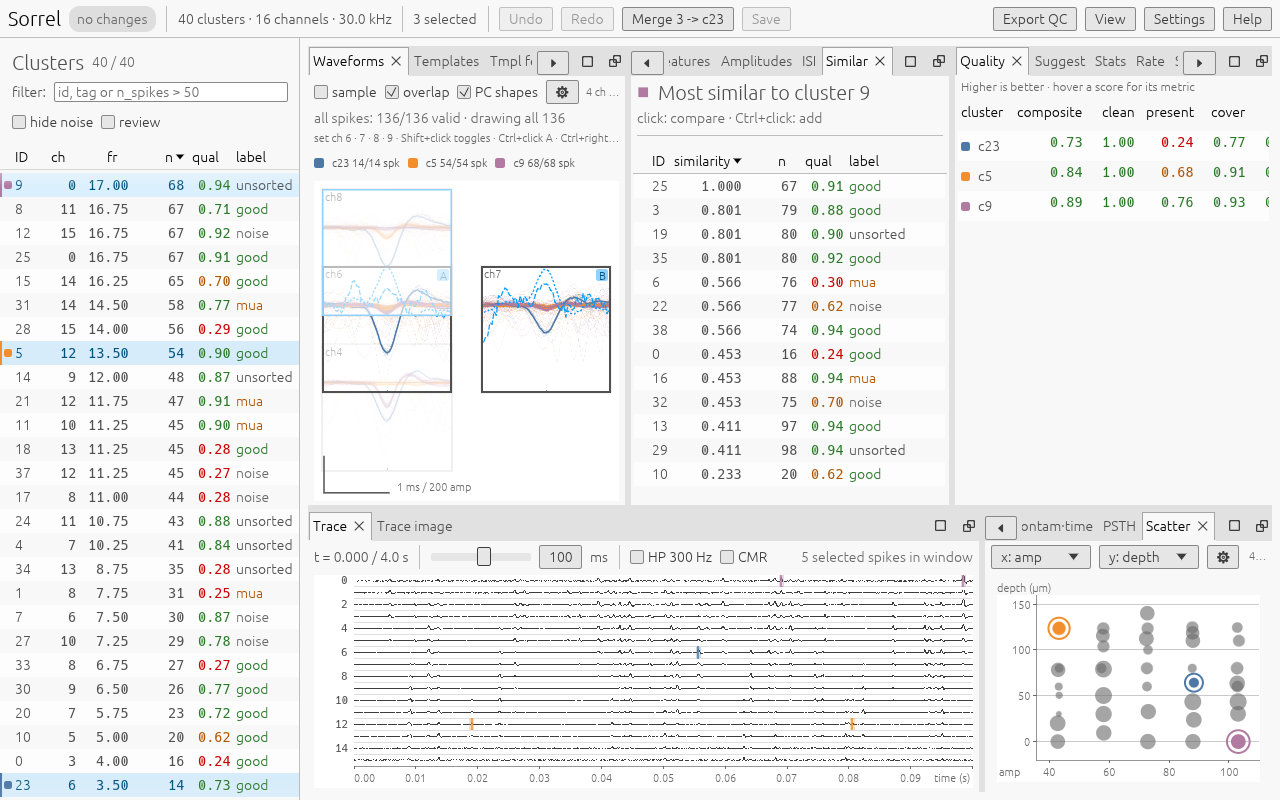 Sorrel no changes 40 clusters · 16 channels · 30.0 kHz 3 selected Undo Redo Merge 3 -> c23 Save Export QC View Settings Help
Clusters 40 / 40
filter: id, tag or n_spikes > 50
hide noise review
ID ch fr n qual label
9 0 17.00 68 0.94 unsorted
8 11 16.75 67 0.71 good
12 15 16.75 67 0.92 noise
25 0 16.75 67 0.91 good
15 14 16.25 65 0.70 good
31 14 14.50 58 0.77 mua
28 15 14.00 56 0.29 good
5 12 13.50 54 0.90 good
14 9 12.00 48 0.87 unsorted
21 12 11.75 47 0.91 mua
11 10 11.25 45 0.90 mua
18 13 11.25 45 0.28 good
37 12 11.25 45 0.27 noise
17 8 11.00 44 0.28 noise
24 11 10.75 43 0.88 unsorted
4 7 10.25 41 0.84 unsorted
34 13 8.75 35 0.28 unsorted
1 8 7.75 31 0.25 mua
7 6 7.50 30 0.87 noise
27 10 7.25 29 0.78 noise
33 8 6.75 27 0.27 good
30 9 6.50 26 0.77 good
20 7 5.75 23 0.72 good
10 5 5.00 20 0.62 good
0 3 4.00 16 0.24 good
23 6 3.50 14 0.73 good
Waveforms Templates Tmpl f
sample overlap PC shapes 4 ch …
all spikes: 136/136 valid · drawing all 136
set ch 6 · 7 · 8 · 9 · Shift+click toggles · Ctrl+click A · Ctrl+right…
c23 14/14 spk c5 54/54 spk c9 68/68 spk
ch8
ch6 A
ch7 B
ch4
1 ms / 200 amp
eatures Amplitudes ISI Similar
Most similar to cluster 9
click: compare · Ctrl+click: add
ID similarity n qual label
25 1.000 67 0.91 good
3 0.801 79 0.88 good
19 0.801 80 0.90 unsorted
35 0.801 80 0.92 good
6 0.566 76 0.30 mua
22 0.566 77 0.62 noise
38 0.566 74 0.94 good
0 0.453 16 0.24 good
16 0.453 88 0.94 mua
32 0.453 75 0.70 noise
13 0.411 97 0.94 good
29 0.411 98 0.94 unsorted
10 0.233 20 0.62 good
Quality Suggest Stats Rate
Higher is better · hover a score for its metric
cluster composite clean present cover
c23 0.73 1.00 0.24 0.77
c5 0.84 1.00 0.68 0.91
c9 0.89 1.00 0.76 0.93
Trace Trace image
t = 0.000 / 4.0 s 100 ms HP 300 Hz CMR 5 selected spikes in window
0
2
4
6
8
10
12
14
0.00 0.01 0.02 0.03 0.04 0.05 0.06 0.07 0.08 0.09 time (s)
ontam·time PSTH Scatter
x: amp y: depth 4…
depth (µm)
150
100
50
0
amp 40 60 80 100